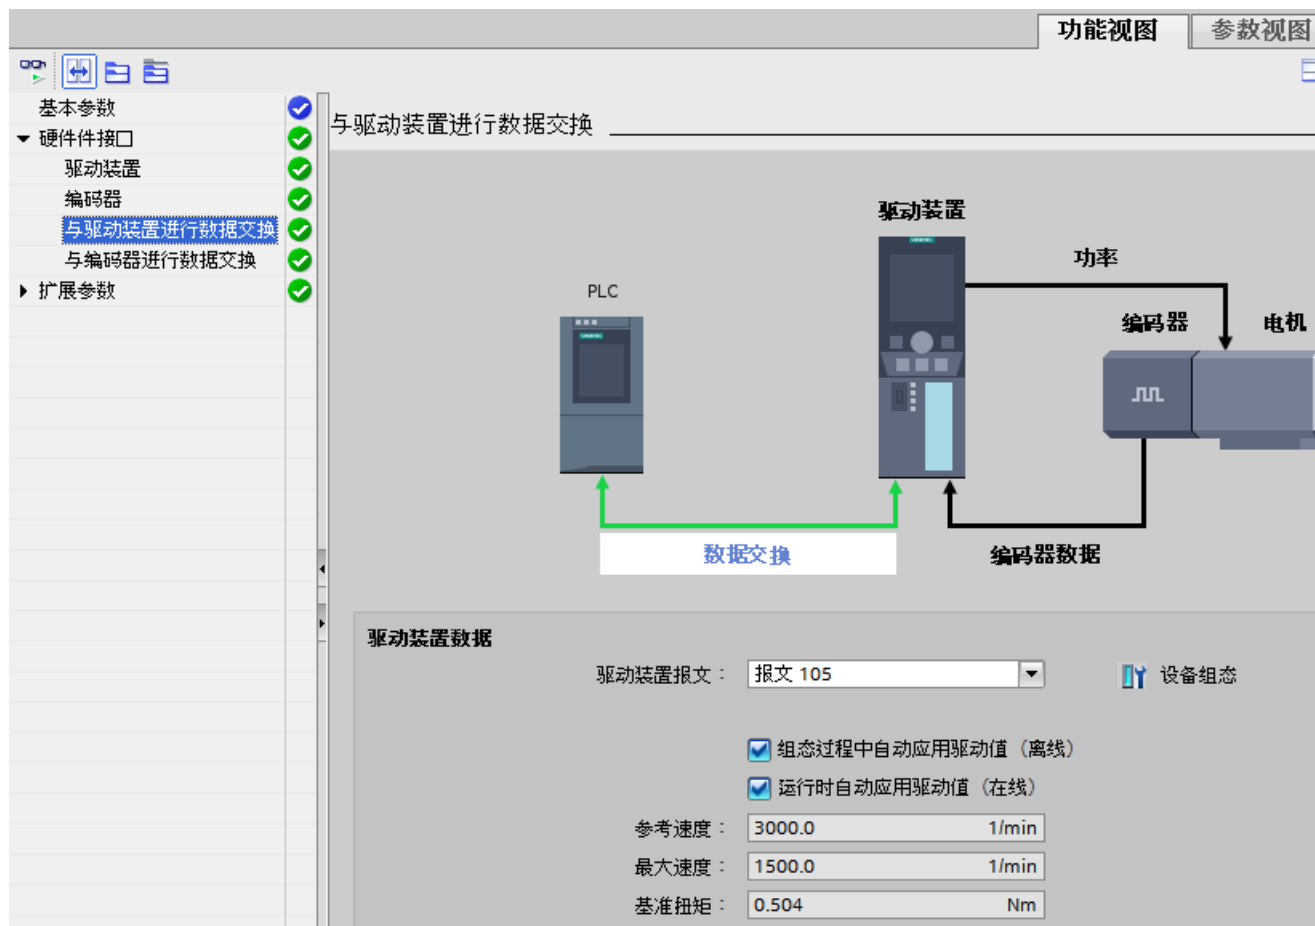 功能视图 参数视图
基本参数
硬件件接口
驱动装置
编码器
与驱动装置进行数据交换
与编码器进行数据交换
扩展参数
与驱动装置进行数据交换
驱动装置
功率
PLC
编码器 电机
SIEMENS
SIEMENS
数据交换
编码器数据
驱动装置数据
驱动装置报文： 报文 105 设备组态
组态过程中自动应用驱动值（离线）
运行时自动应用驱动值（在线）
参考速度： 3000.0 1/min
最大速度： 1500.0 1/min
基准扭矩： 0.504 Nm